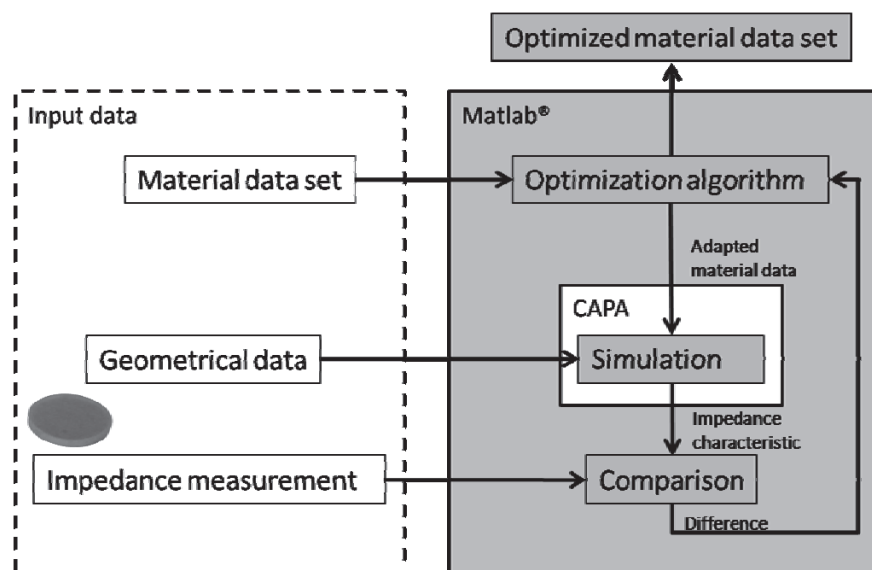 Optimized material data set
Input data
Matlab®
Material data set
Optimization algorithm
Adapted
material data
CAPA
Geometrical data
Simulation
Impedance
characteristic
Impedance measurement
Comparison
Difference